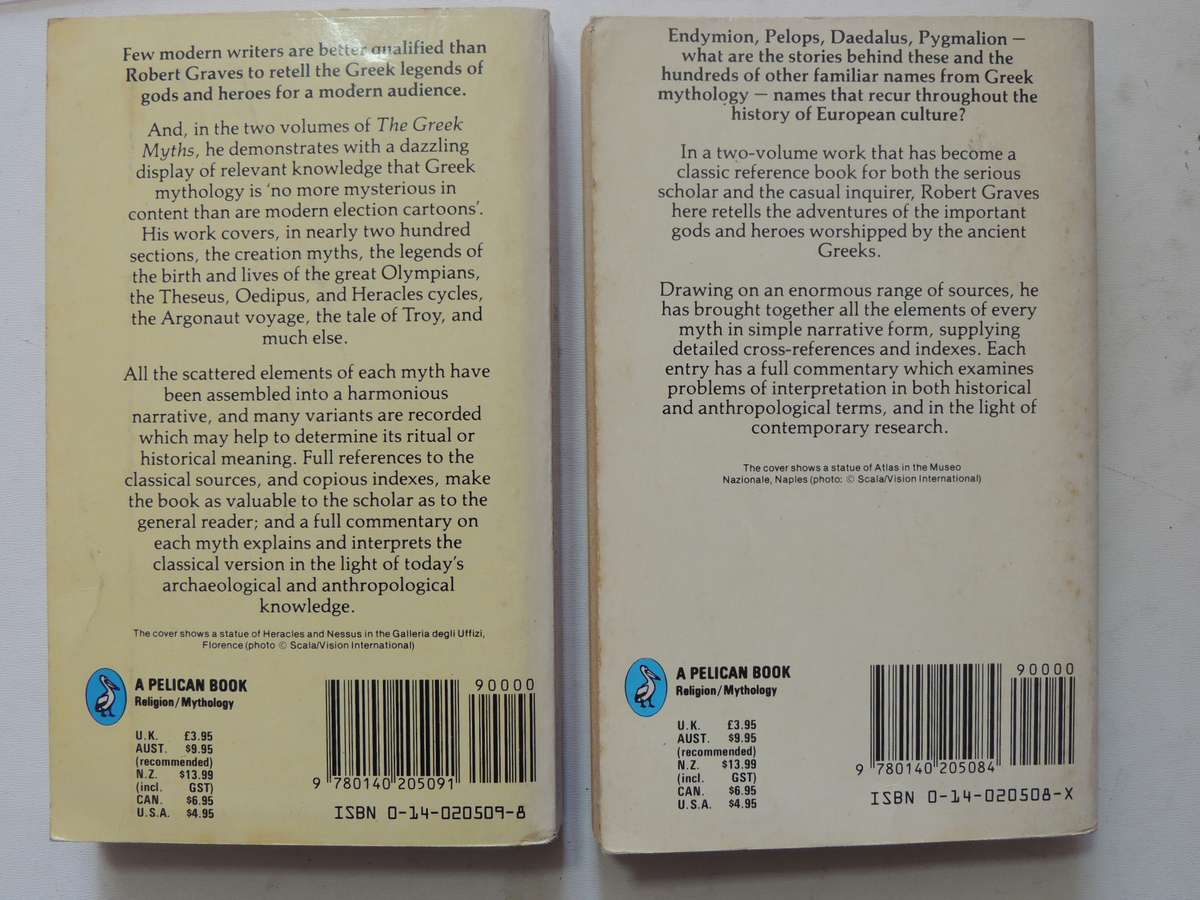 Few modern writers are better qualified than
Robert Graves to retell the Greek legends of
gods and heroes for a modern audience.
And, in the two volumes of The Greek
Myths, he demonstrates with a dazzling
display of relevant knowledge that Greek
mythology is 'no more mysterious in
content than are modern election cartoons'.
His work covers, in nearly two hundred
sections, the creation myths, the legends of
the birth and lives of the great Olympians,
the Theseus, Oedipus, and Heracles cycles,
the Argonaut voyage, the tale of Troy, and
much else.
All the scattered elements of each myth have
been assembled into a harmonious
narrative, and many variants are recorded
which may help to determine its ritual or
historical meaning. Full references to the
classical sources, and copious indexes, make
the book as valuable to the scholar as to the
general reader; and a full commentary on
each myth explains and interprets the
classical version in the light of today's
archaeological and anthropological
knowledge.
The cover shows a statue of Heracles and Nessus in the Galleria degli Uffizi,
Florence (photo © Scala/Vision International)
A PELICAN BOOK
Religion/Mythology
U.K. £3.95
AUST. $9.95
(recommended)
N.Z. $13.99
(incl. GST)
CAN. $6.95
U.S.A. $4.95
90000
9 780140 205091
ISBN 0-14-020509-8
Endymion, Pelops, Daedalus, Pygmalion —
what are the stories behind these and the
hundreds of other familiar names from Greek
mythology — names that recur throughout the
history of European culture?
In a two-volume work that has become a
classic reference book for both the serious
scholar and the casual inquirer, Robert Graves
here retells the adventures of the important
gods and heroes worshipped by the ancient
Greeks.
Drawing on an enormous range of sources, he
has brought together all the elements of every
myth in simple narrative form, supplying
detailed cross-references and indexes. Each
entry has a full commentary which examines
problems of interpretation in both historical
and anthropological terms, and in the light of
contemporary research.
The cover shows a statue of Atlas in the Museo
Nazionale, Naples (photo: © Scala/Vision International)
A PELICAN BOOK
Religion/Mythology
U.K. £3.95
AUST. $9.95
(recommended)
N.Z. $13.99
(incl. GST)
CAN. $6.95
U.S.A. $4.95
90000
9 780140 205084
ISBN 0-14-020508-X